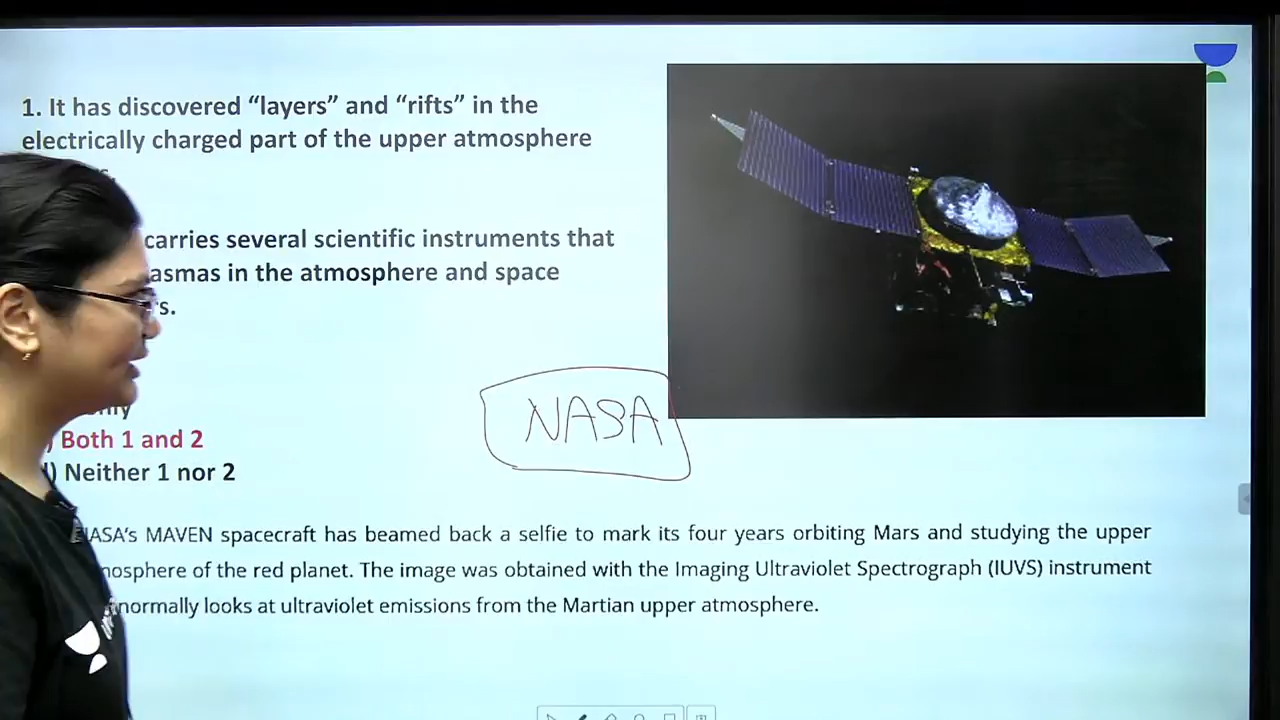 1. It has discovered “layers” and “rifts” in the
electrically charged part of the upper atmosphere
carries several scientific instruments that
in the atmosphere and space
Both 1 and 2
) Neither 1 nor 2
NASA
NASA's MAVEN spacecraft has beamed back a selfie to mark its four years orbiting Mars and studying the upper
of the red planet. The image was obtained with the Imaging Ultraviolet Spectrograph (IUVS) instrument
normally looks at ultraviolet emissions from the Martian upper atmosphere.